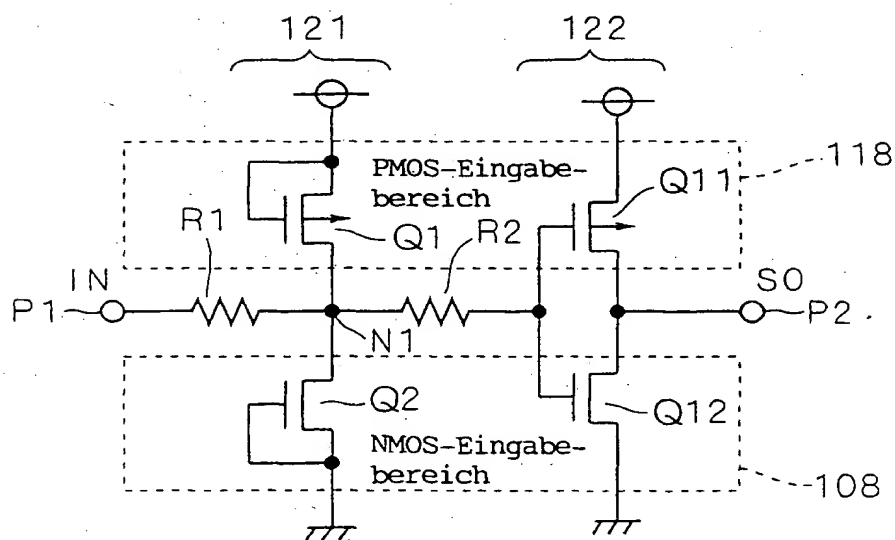 121 122
PMOS-Eingabe-
bereich
118
Q11
R1
Q1
R2
IN
SO
P1
P2
N1
Q2
Q12
NMOS-Eingabe-
bereich
108